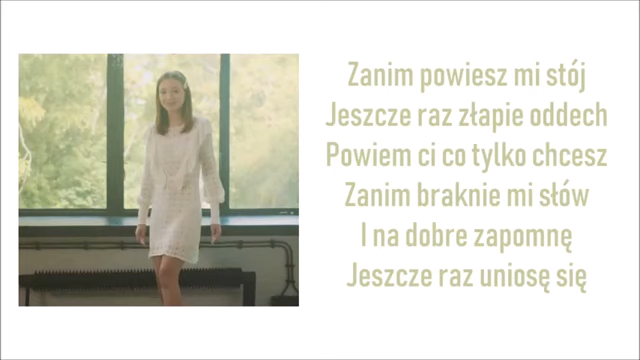 Zanim powiesz mi stój
Jeszcze raz złapie oddech
Powiem ci co tylko chcesz
Zanim braknie mi słów
I na dobre zapomnę
Jeszcze raz uniosę się